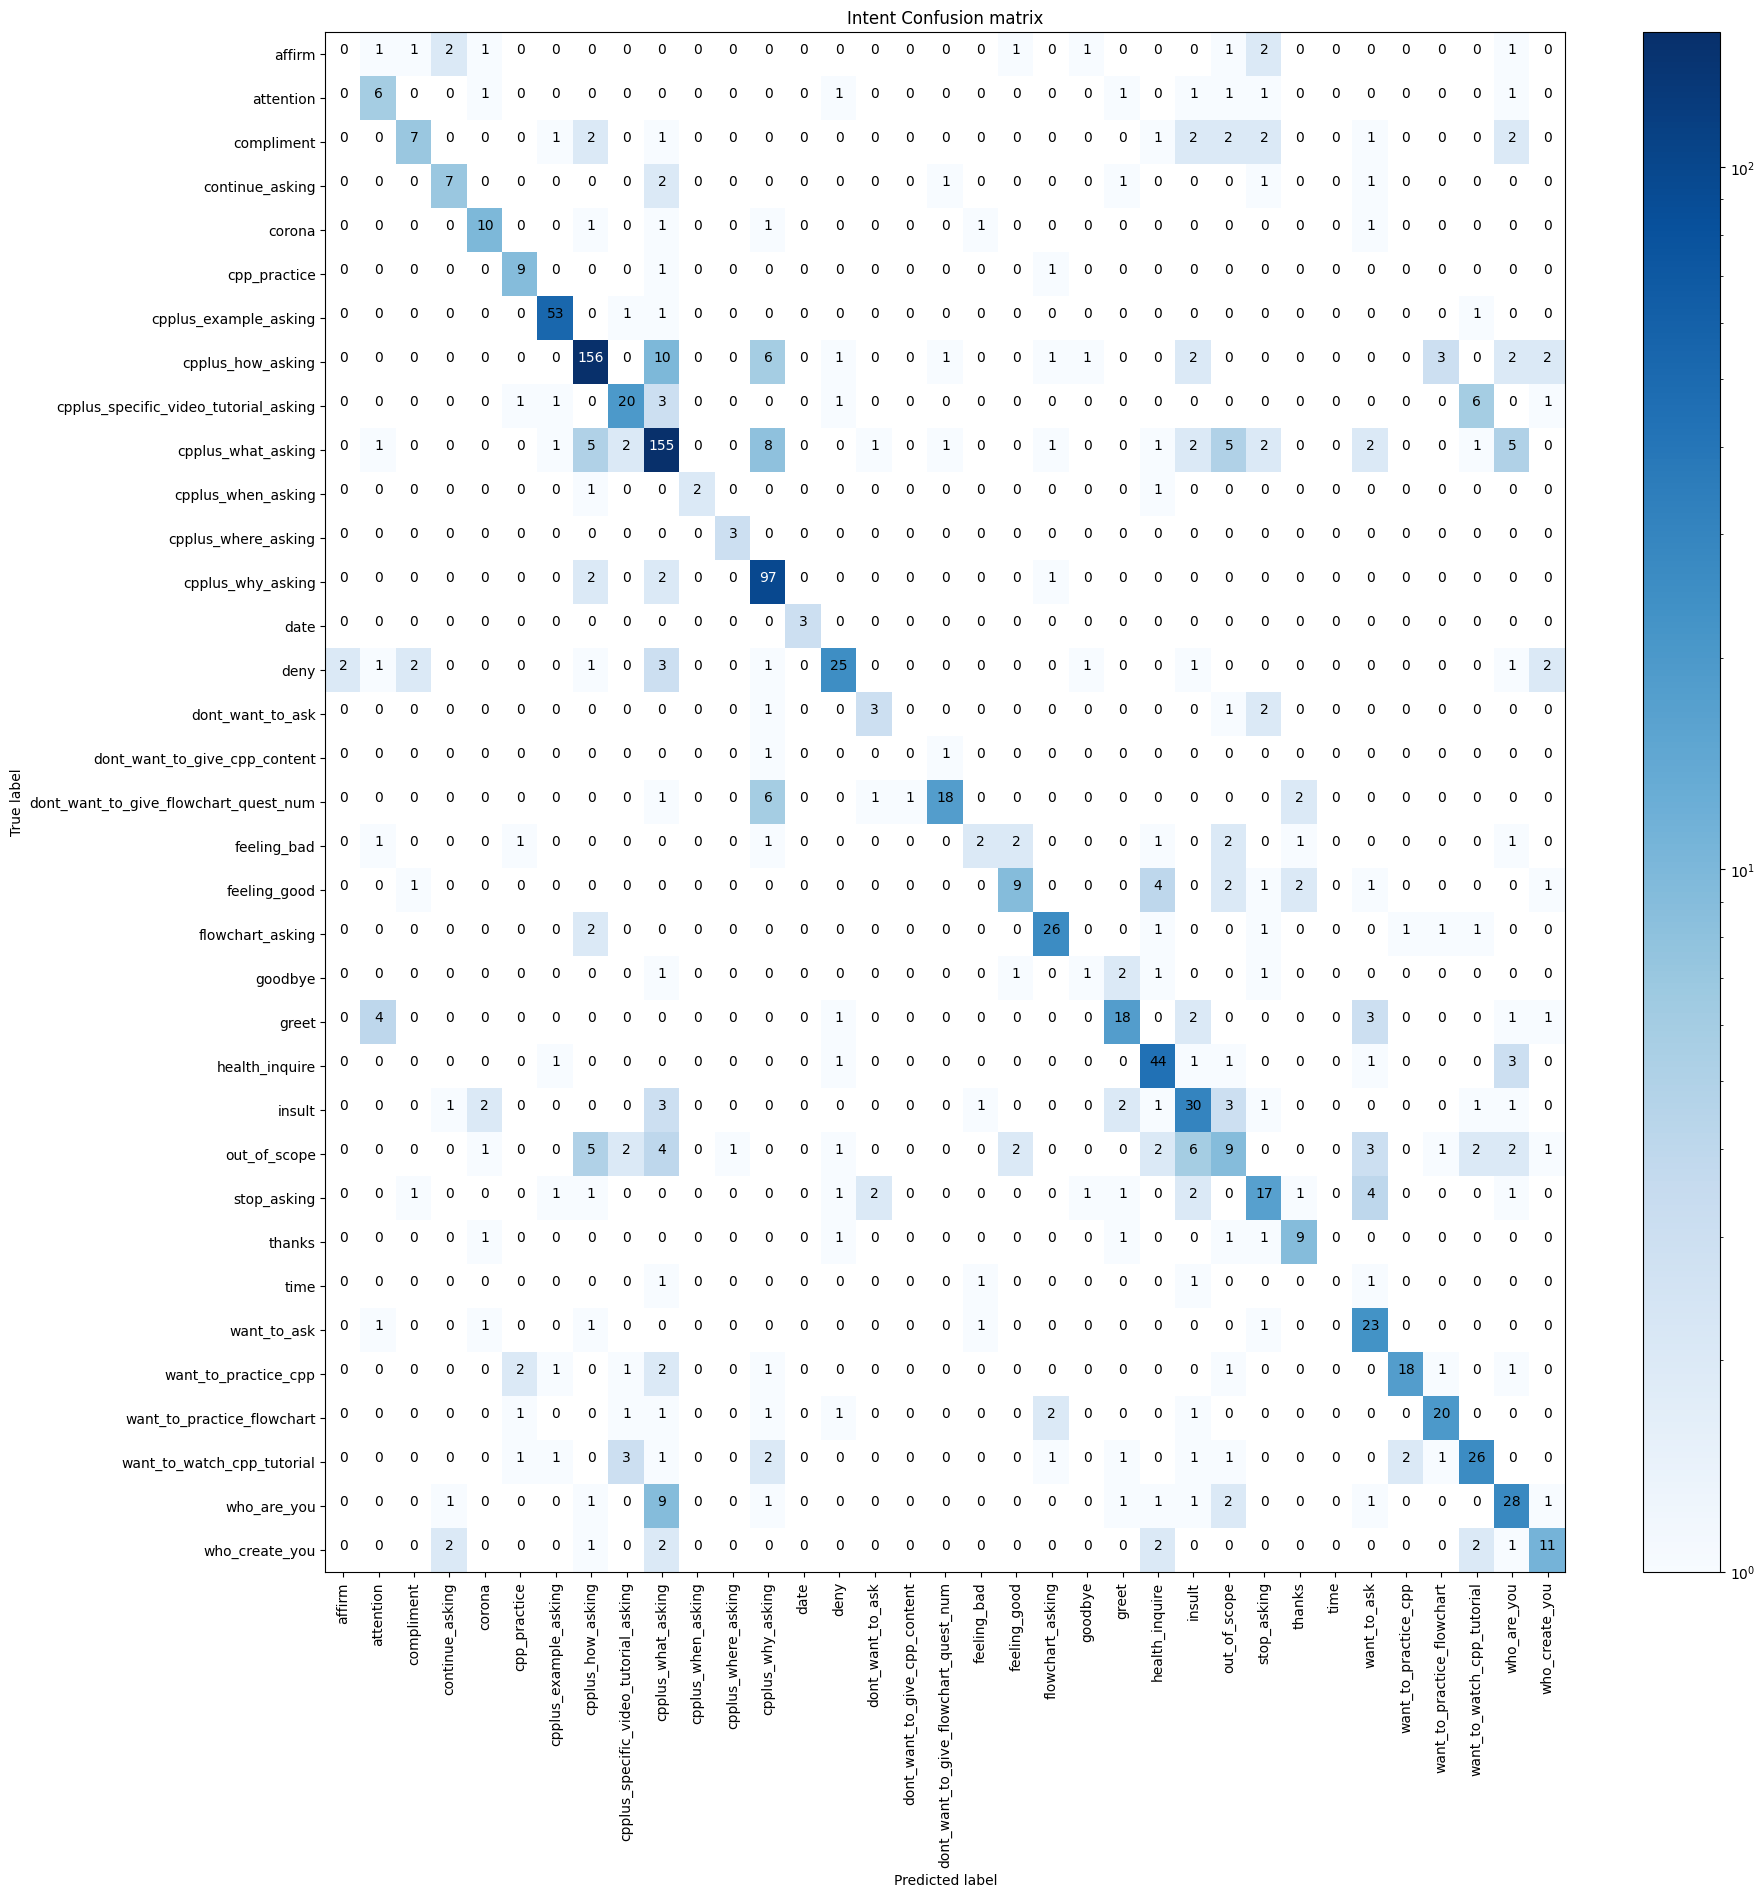 Intent Confusion matrix
affirm 0 1 1 2 1 0 0 0 0 0 0 0 0 0 0 0 0 0 0 1 0 1 0 0 0 1 2 0 0 0 0 0 0 1 0
attention 0 6 0 0 1 0 0 0 0 0 0 0 0 0 1 0 0 0 0 0 0 0 1 0 1 1 1 0 0 0 0 0 0 1 0
compliment 0 0 7 0 0 0 1 2 0 1 0 0 0 0 0 0 0 0 0 0 0 0 0 1 2 2 2 0 0 1 0 0 0 2 0
continue_asking 0 0 0 7 0 0 0 0 0 2 0 0 0 0 0 0 0 1 0 0 0 0 1 0 0 0 1 0 0 1 0 0 0 0 0
corona 0 0 0 0 10 0 0 1 0 1 0 0 1 0 0 0 0 0 1 0 0 0 0 0 0 0 0 0 0 1 0 0 0 0 0
cpp_practice 0 0 0 0 0 9 0 0 0 1 0 0 0 0 0 0 0 0 0 0 1 0 0 0 0 0 0 0 0 0 0 0 0 0 0
cpplus_example_asking 0 0 0 0 0 0 53 0 1 1 0 0 0 0 0 0 0 0 0 0 0 0 0 0 0 0 0 0 0 0 0 0 1 0 0
cpplus_how_asking 0 0 0 0 0 0 0 156 0 10 0 0 6 0 1 0 0 1 0 0 1 1 0 0 2 0 0 0 0 0 0 3 0 2 2
cpplus_specific_video_tutorial_asking 0 0 0 0 0 1 1 0 20 3 0 0 0 0 1 0 0 0 0 0 0 0 0 0 0 0 0 0 0 0 0 0 6 0 1
cpplus_what_asking 0 1 0 0 0 0 1 5 2 155 0 0 8 0 0 1 0 1 0 0 1 0 0 1 2 5 2 0 0 2 0 0 1 5 0
cpplus_when_asking 0 0 0 0 0 0 0 1 0 0 2 0 0 0 0 0 0 0 0 0 0 0 0 1 0 0 0 0 0 0 0 0 0 0 0
cpplus_where_asking 0 0 0 0 0 0 0 0 0 0 0 3 0 0 0 0 0 0 0 0 0 0 0 0 0 0 0 0 0 0 0 0 0 0 0
cpplus_why_asking 0 0 0 0 0 0 0 2 0 2 0 0 97 0 0 0 0 0 0 0 1 0 0 0 0 0 0 0 0 0 0 0 0 0 0
date 0 0 0 0 0 0 0 0 0 0 0 0 0 3 0 0 0 0 0 0 0 0 0 0 0 0 0 0 0 0 0 0 0 0 0
deny 2 1 2 0 0 0 0 1 0 3 0 0 1 0 25 0 0 0 0 0 0 1 0 0 1 0 0 0 0 0 0 0 0 1 2
dont_want_to_ask 0 0 0 0 0 0 0 0 0 0 0 0 1 0 0 3 0 0 0 0 0 0 0 0 0 1 2 0 0 0 0 0 0 0 0
dont_want_to_give_cpp_content 0 0 0 0 0 0 0 0 0 0 0 0 1 0 0 0 0 1 0 0 0 0 0 0 0 0 0 0 0 0 0 0 0 0 0
dont_want_to_give_flowchart_quest_num 0 0 0 0 0 0 0 0 0 1 0 0 6 0 0 1 1 18 0 0 0 0 0 0 0 0 0 2 0 0 0 0 0 0 0
feeling_bad 0 1 0 0 0 1 0 0 0 0 0 0 1 0 0 0 0 0 2 2 0 0 0 1 0 2 0 1 0 0 0 0 0 1 0
feeling_good 0 0 1 0 0 0 0 0 0 0 0 0 0 0 0 0 0 0 0 9 0 0 0 4 0 2 1 2 0 1 0 0 0 0 1
flowchart_asking 0 0 0 0 0 0 0 2 0 0 0 0 0 0 0 0 0 0 0 0 26 0 0 1 0 0 1 0 0 0 1 1 1 0 0
goodbye 0 0 0 0 0 0 0 0 0 1 0 0 0 0 0 0 0 0 0 1 0 1 2 1 0 0 1 0 0 0 0 0 0 0 0
greet 0 4 0 0 0 0 0 0 0 0 0 0 0 0 1 0 0 0 0 0 0 0 18 0 2 0 0 0 0 3 0 0 0 1 1
health_inquire 0 0 0 0 0 0 1 0 0 0 0 0 0 0 1 0 0 0 0 0 0 0 0 44 1 1 0 0 0 1 0 0 0 3 0
insult 0 0 0 1 2 0 0 0 0 3 0 0 0 0 0 0 0 0 1 0 0 0 2 1 30 3 1 0 0 0 0 0 1 1 0
out_of_scope 0 0 0 0 1 0 0 5 2 4 0 1 0 0 1 0 0 0 0 2 0 0 0 2 6 9 0 0 0 3 0 1 2 2 1
stop_asking 0 0 1 0 0 0 1 1 0 0 0 0 0 0 1 2 0 0 0 0 0 1 1 0 2 0 17 1 0 4 0 0 0 1 0
thanks 0 0 0 0 1 0 0 0 0 0 0 0 0 0 1 0 0 0 0 0 0 0 1 0 0 1 1 9 0 0 0 0 0 0 0
time 0 0 0 0 0 0 0 0 0 1 0 0 0 0 0 0 0 0 1 0 0 0 0 0 1 0 0 0 0 1 0 0 0 0 0
want_to_ask 0 1 0 0 1 0 0 1 0 0 0 0 0 0 0 0 0 0 1 0 0 0 0 0 0 0 1 0 0 23 0 0 0 0 0
want_to_practice_cpp 0 0 0 0 0 2 1 0 1 2 0 0 1 0 0 0 0 0 0 0 0 0 0 0 0 1 0 0 0 0 18 1 0 1 0
want_to_practice_flowchart 0 0 0 0 0 1 0 0 1 1 0 0 1 0 1 0 0 0 0 0 2 0 0 0 1 0 0 0 0 0 0 20 0 0 0
want_to_watch_cpp_tutorial 0 0 0 0 0 1 1 0 3 1 0 0 2 0 0 0 0 0 0 0 1 0 1 0 1 1 0 0 0 0 2 1 26 0 0
who_are_you 0 0 0 1 0 0 0 1 0 9 0 0 1 0 0 0 0 0 0 0 0 0 1 1 1 2 0 0 0 1 0 0 0 28 1
who_create_you 0 0 0 2 0 0 0 1 0 2 0 0 0 0 0 0 0 0 0 0 0 0 0 2 0 0 0 0 0 0 0 0 2 1 11
True label
affirm
attention
compliment
continue_asking
corona
cpp_practice
cpplus_example_asking
cpplus_how_asking
cpplus_specific_video_tutorial_asking
cpplus_what_asking
cpplus_when_asking
cpplus_where_asking
cpplus_why_asking
date
deny
dont_want_to_ask
dont_want_to_give_cpp_content
dont_want_to_give_flowchart_quest_num
feeling_bad
feeling_good
flowchart_asking
goodbye
greet
health_inquire
insult
out_of_scope
stop_asking
thanks
time
want_to_ask
want_to_practice_cpp
want_to_practice_flowchart
want_to_watch_cpp_tutorial
who_are_you
who_create_you
Predicted label
10²
10¹
10⁰